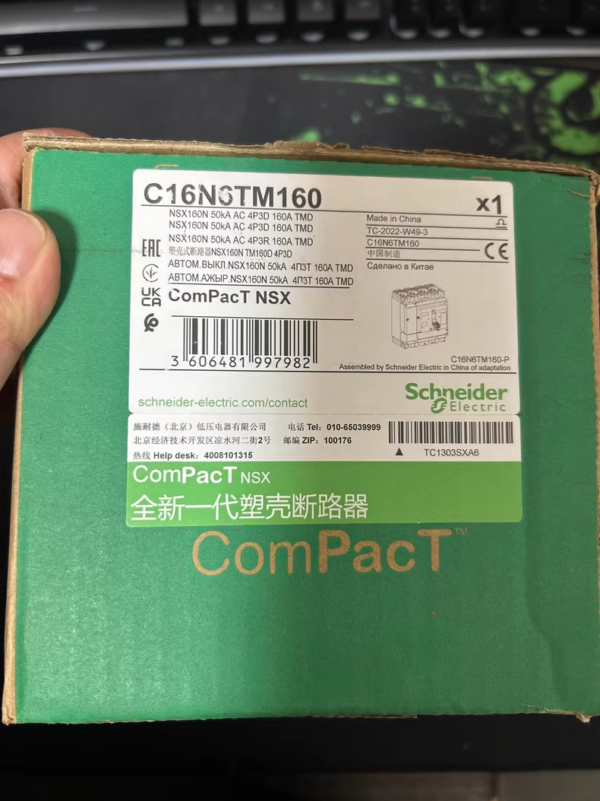 C16N6TM160
x1
NSX160N 50kA AC 4P3D 160A TMD
NSX160N 50kA AC 4P3D 160A TMD
NSX160N 50kA AC 4P3R 160A TMD
塑壳式断路器NSX160N TM160D 4P3D
АВТОМ.ВЫКЛ.NSX160N 50kA 4П3Т 160A TMD
АВТОМ.АЖЫР.NSX160N 50kA 4П3Т 160A TMD
Made in China
TC-2022-W49-3
C16N6TM160
中国制造
Сделано в Китае
EAC
CE
UK
CA
ComPacT NSX
3 606481 997982
C16N6TM160-P
Assembled by Schneider Electric in China of adaptation
schneider-electric.com/contact
Schneider
Electric
施耐德（北京）低压电器有限公司 电话 Tel: 010-65039999
北京经济技术开发区凉水河二街2号 邮编 ZIP: 100176
热线 Help desk: 4008101315
▲ TC1303SXA6
ComPacT NSX
全新一代塑壳断路器
ComPacT™